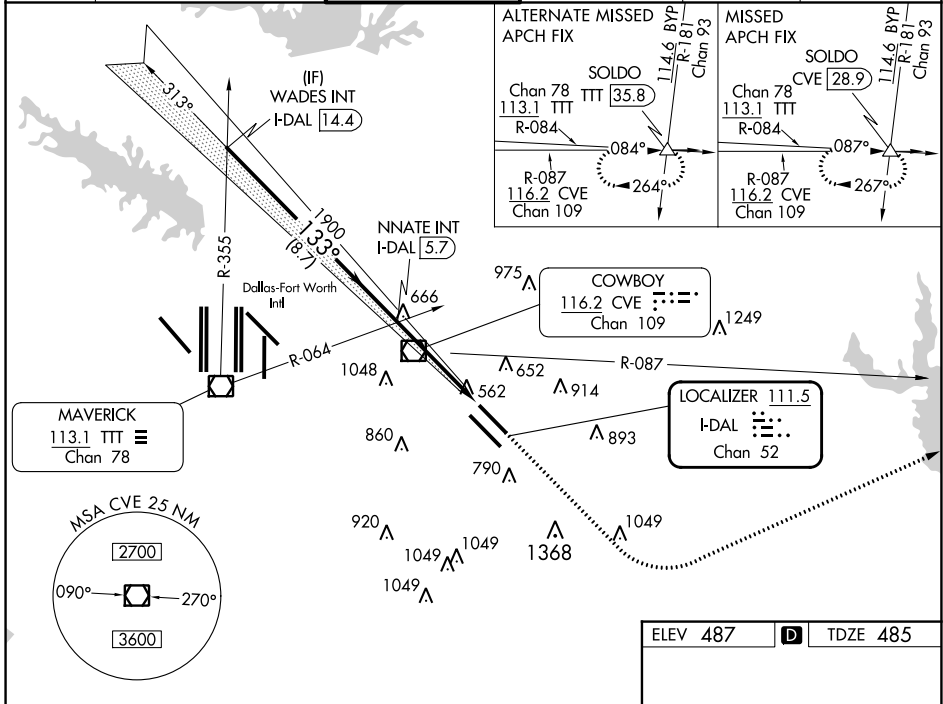 ALTERNATE MISSED
APCH FIX
SOLDO
TTT 35.8
Chan 78
113.1 TTT
R-084
084°
264°
R-087
116.2 CVE
Chan 109
114.6 BYP
R-181
Chan 93
MISSED
APCH FIX
SOLDO
CVE 28.9
Chan 78
113.1 TTT
R-084
087°
267°
R-087
116.2 CVE
Chan 109
114.6 BYP
R-181
Chan 93
313°
(IF)
WADES INT
I-DAL 14.4
R-355
1900
133°
(8.7)
NNATE INT
I-DAL 5.7
Dallas-Fort Worth
Intl
666
975
COWBOY
116.2 CVE
Chan 109
1249
R-064
R-087
1048
652
562
914
MAVERICK
113.1 TTT
Chan 78
LOCALIZER 111.5
I-DAL
Chan 52
860
893
790
MSA CVE 25 NM
2700
090°
270°
3600
920
1049
1049
1368
1049
1049
ELEV 487
D
TDZE 485